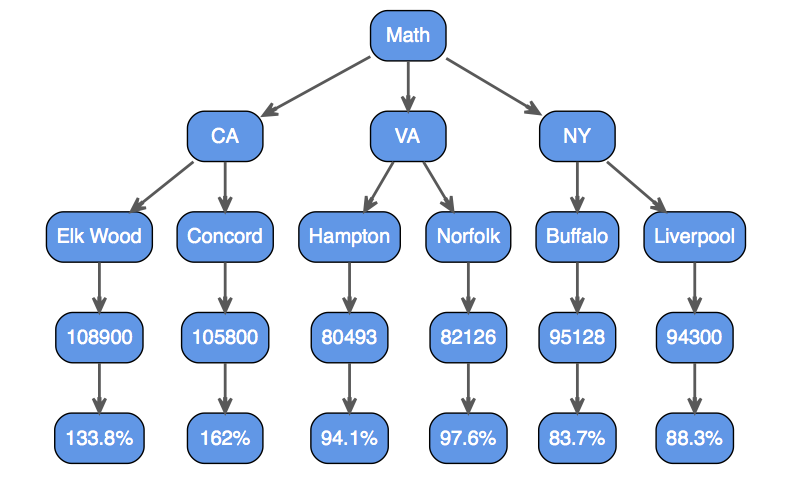 Math
CA
VA
NY
Elk Wood
Concord
Hampton
Norfolk
Buffalo
Liverpool
108900
105800
80493
82126
95128
94300
133.8%
162%
94.1%
97.6%
83.7%
88.3%